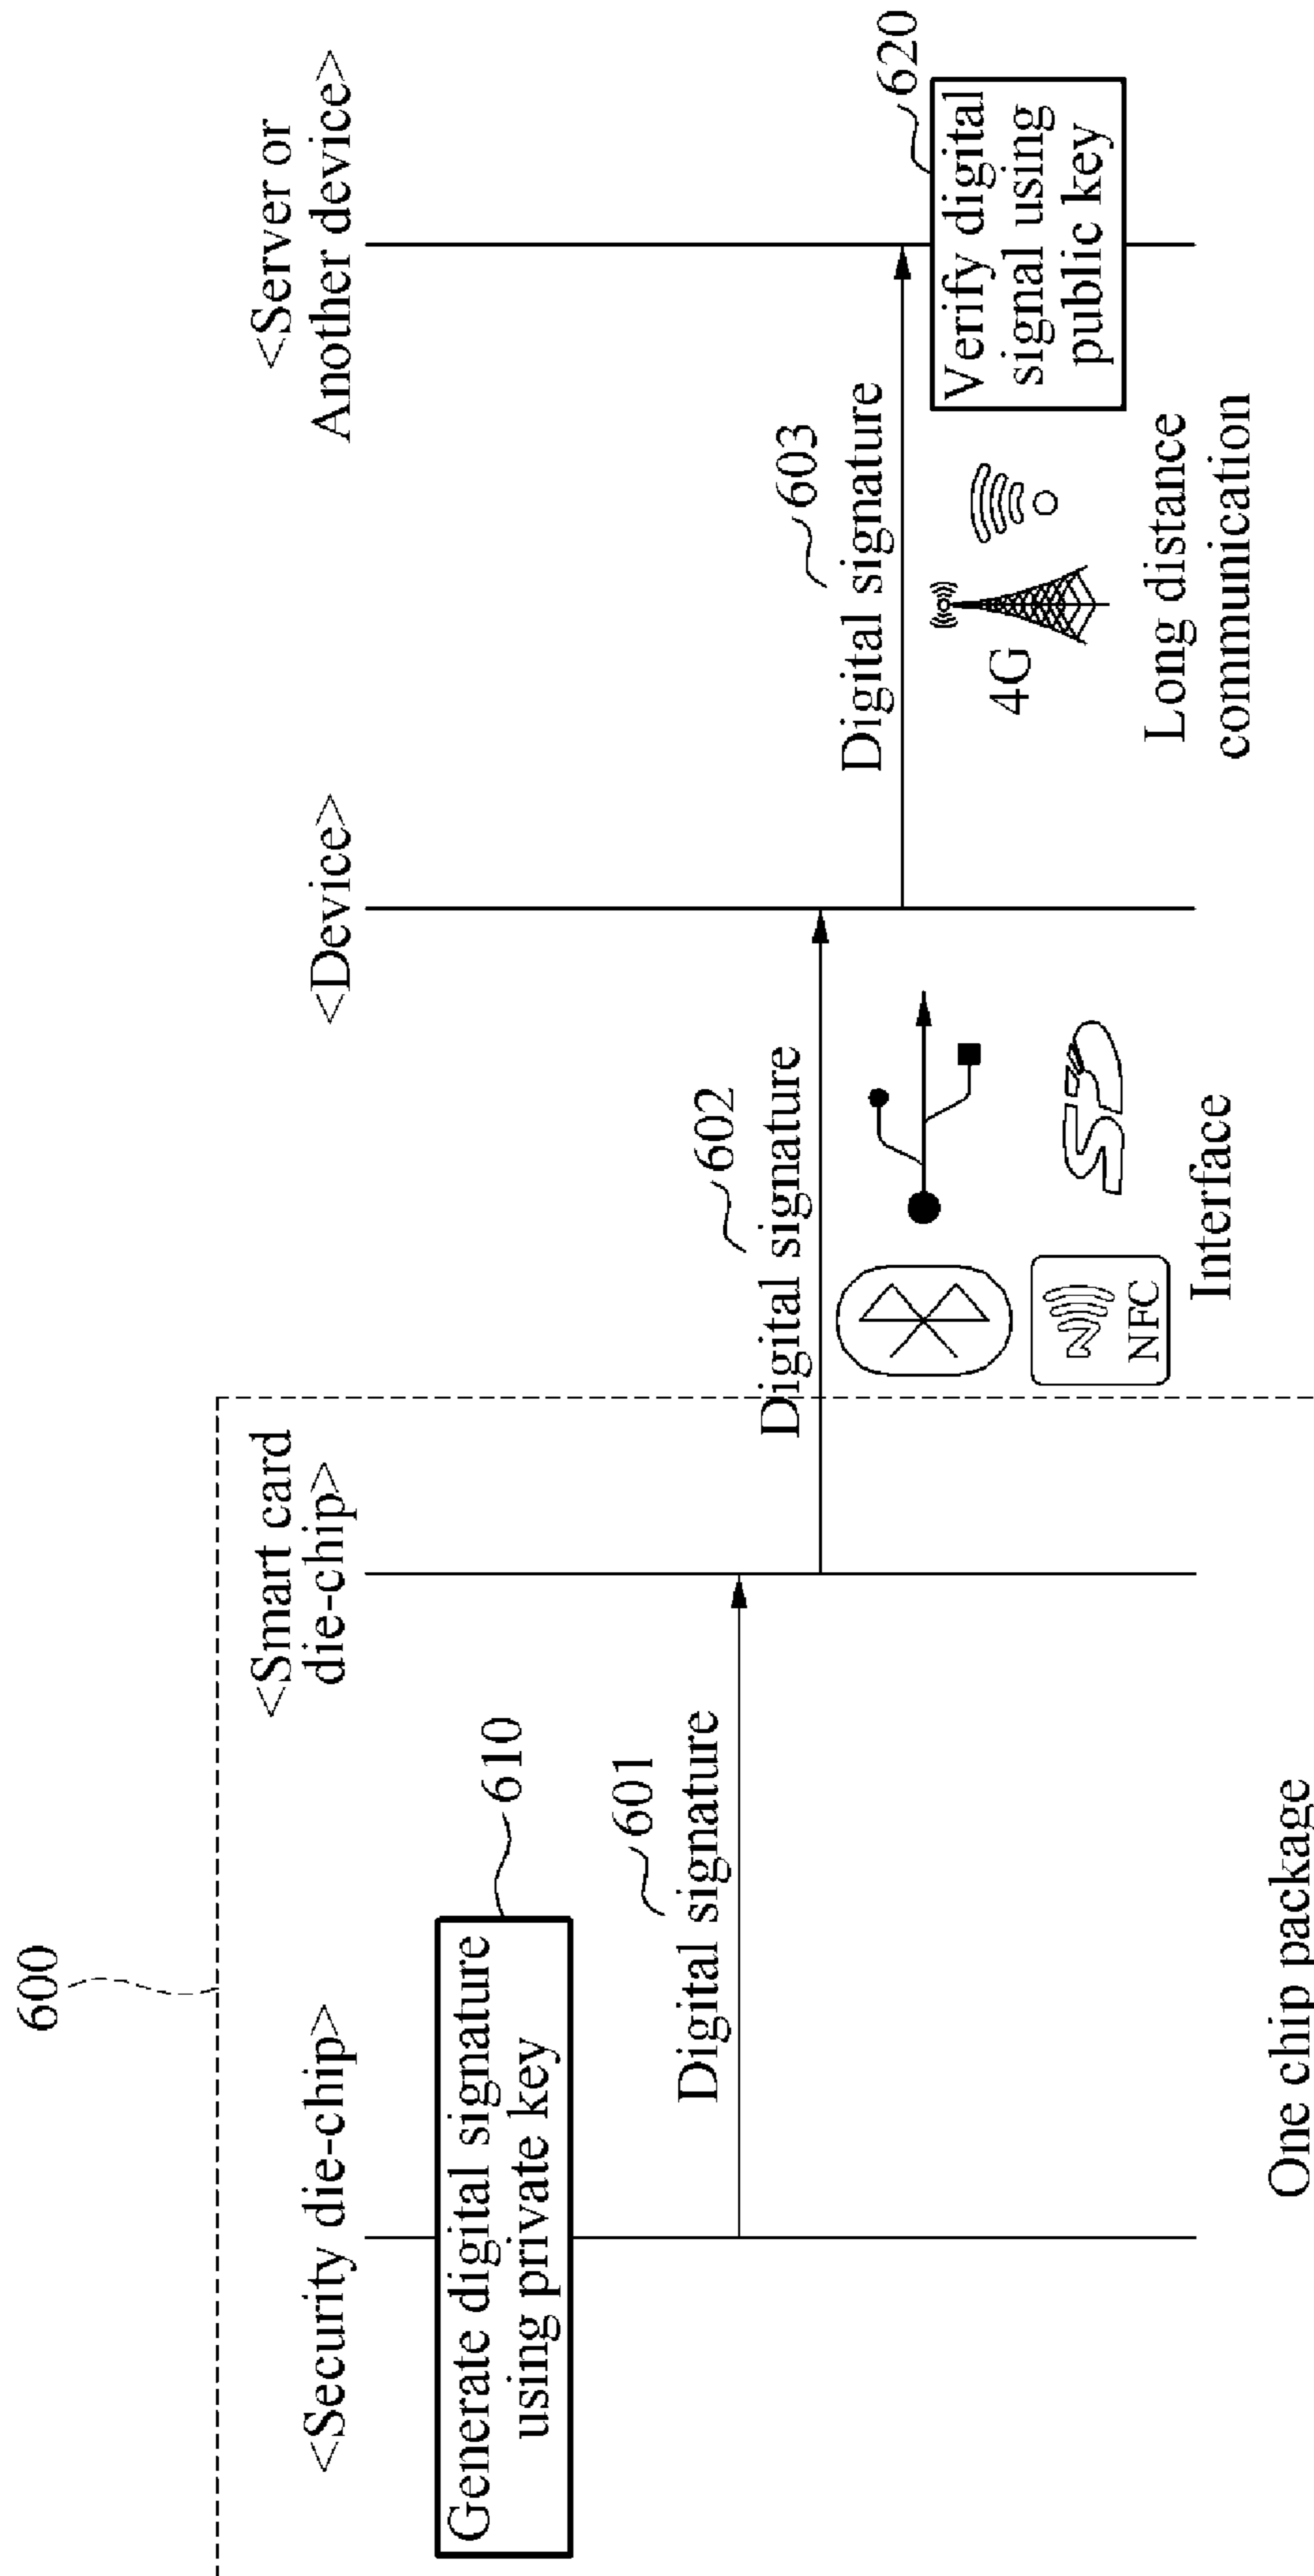 600
<Security die-chip>
<Smart card
die-chip>
<Device>
<Server or
Another device>
Generate digital signature
using private key
610
601
Digital signature
602
Digital signature
603
Digital signature
NFC
SD
Interface
4G
Long distance
communication
620
Verify digital
signal using
public key
One chip package